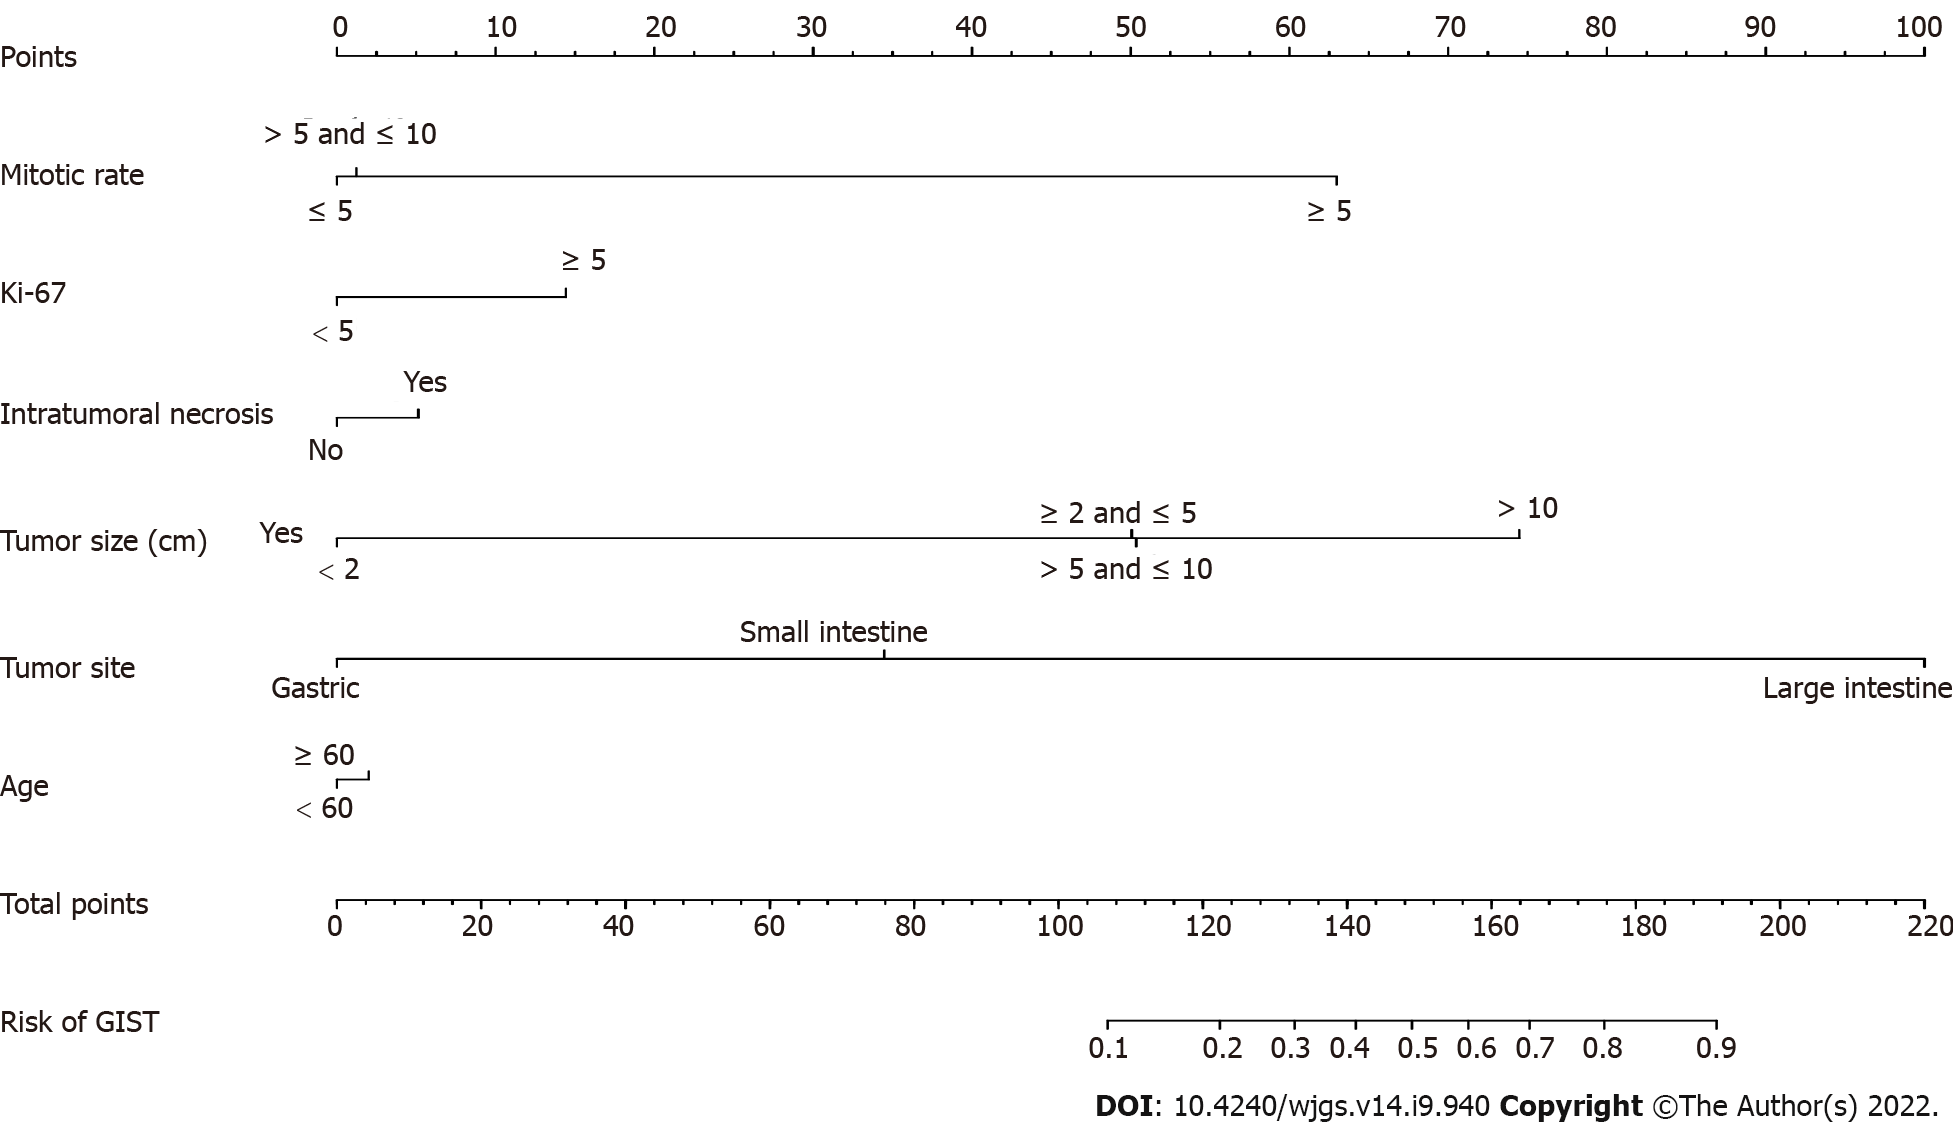 0 10 20 30 40 50 60 70 80 90 100
Points
> 5 and ≤ 10
Mitotic rate
≤ 5 ≥ 5
≥ 5
Ki-67
< 5
Yes
Intratumoral necrosis
No
≥ 2 and ≤ 5 > 10
Tumor size (cm) Yes
< 2 > 5 and ≤ 10
Small intestine
Tumor site
Gastric Large intestine
≥ 60
Age
< 60
Total points
0 20 40 60 80 100 120 140 160 180 200 220
Risk of GIST
0.1 0.2 0.3 0.4 0.5 0.6 0.7 0.8 0.9
DOI: 10.4240/wjgs.v14.i9.940 Copyright ©The Author(s) 2022.